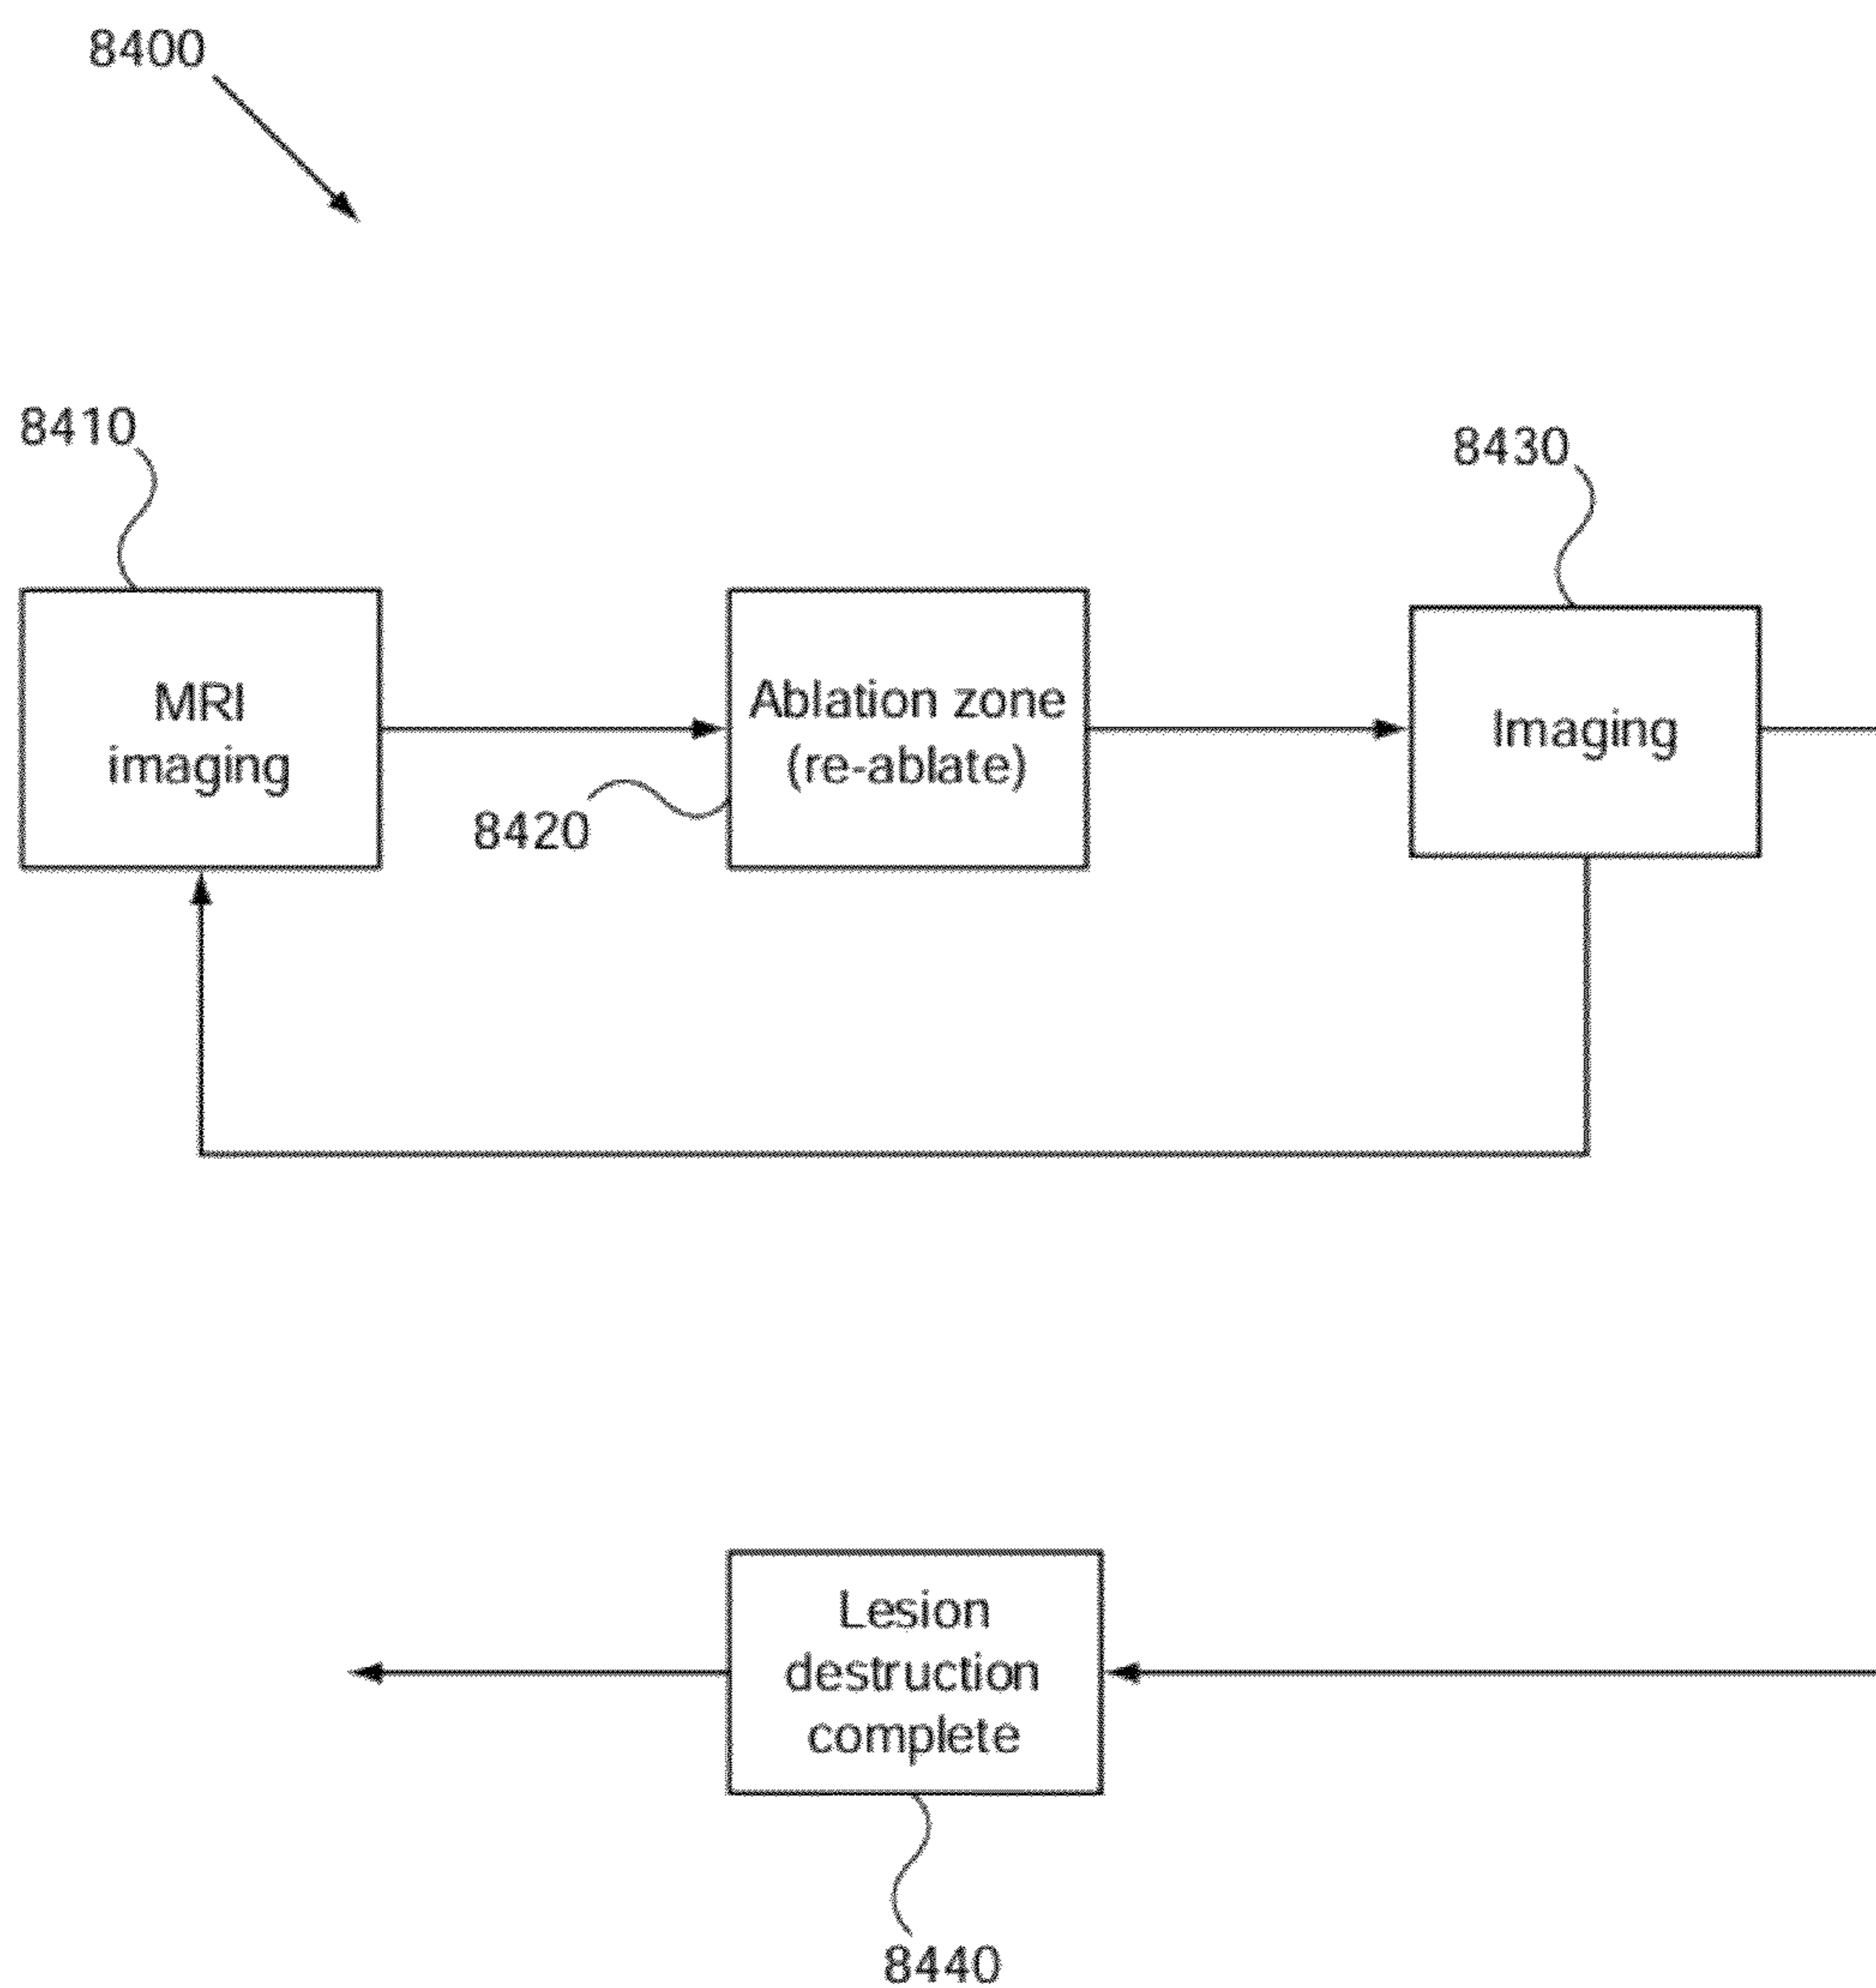 8400
8410
8430
MRI
imaging
Ablation zone
(re-ablate)
Imaging
8420
Lesion
destruction
complete
8440